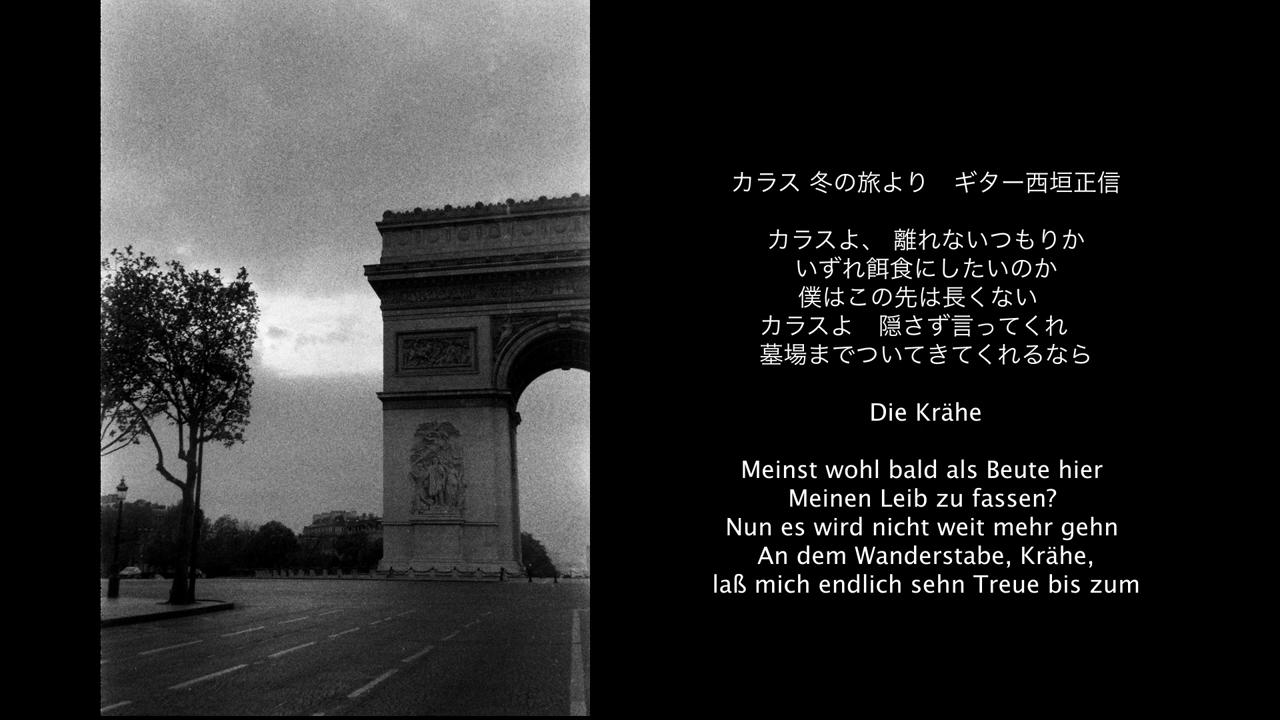 カラス 冬の旅より　ギター西垣正信
カラスよ、 離れないつもりか
いずれ餌食にしたいのか
僕はこの先は長くない
カラスよ　隠さず言ってくれ
墓場までついてきてくれるなら
Die Krähe
Meinst wohl bald als Beute hier
Meinen Leib zu fassen?
Nun es wird nicht weit mehr gehn
An dem Wanderstabe, Krähe,
laß mich endlich sehn Treue bis zum